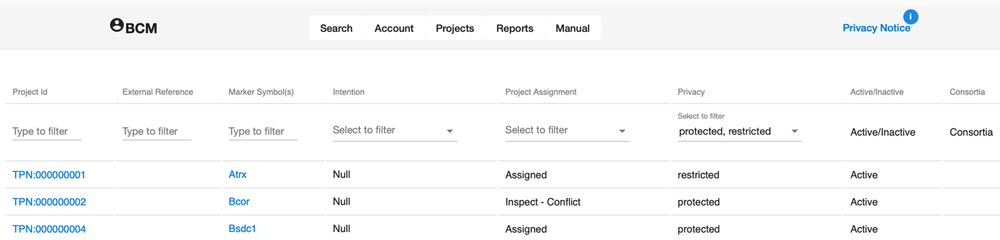 BCM Search Account Projects Reports Manual Privacy Notice i
Project Id External Reference Marker Symbol(s) Intention Project Assignment Privacy Active/Inactive Consortia
Select to filter
Type to filter Type to filter Type to filter Select to filter Select to filter protected, restricted Active/Inactive Consortia
TPN:000000001 Atrx Null Assigned restricted Active
TPN:000000002 Bcor Null Inspect - Conflict protected Active
TPN:000000004 Bsdc1 Null Assigned protected Active